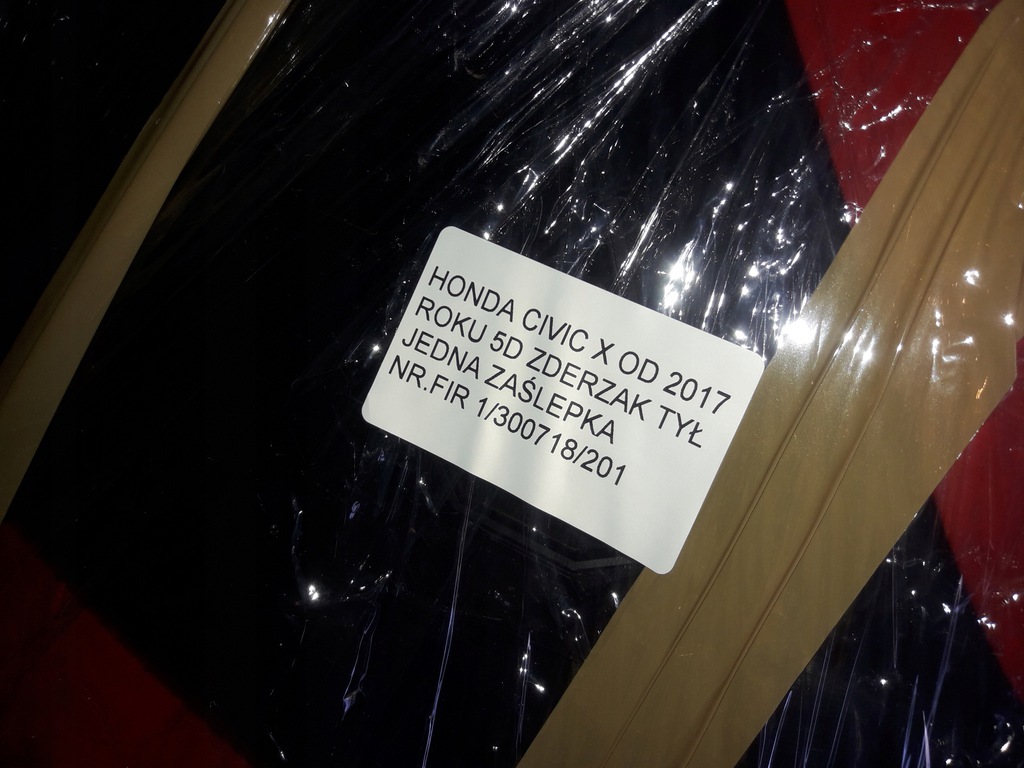 HONDA CIVIC X OD 2017
ROKU 5D ZDERZAK TYŁ
JEDNA ZAŚLEPKA
NR.FIR 1/300718/201